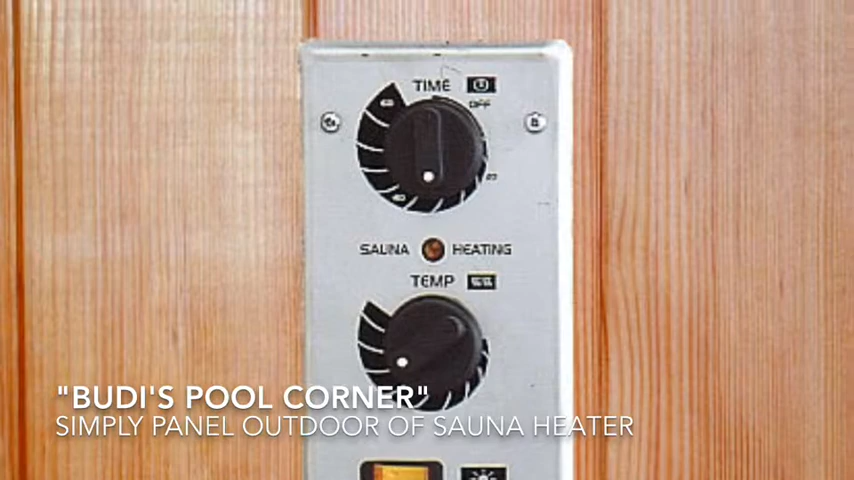 TIME
OFF
SAUNA HEATING
TEMP
"BUDI'S POOL CORNER"
SIMPLY PANEL OUTDOOR OF SAUNA HEATER